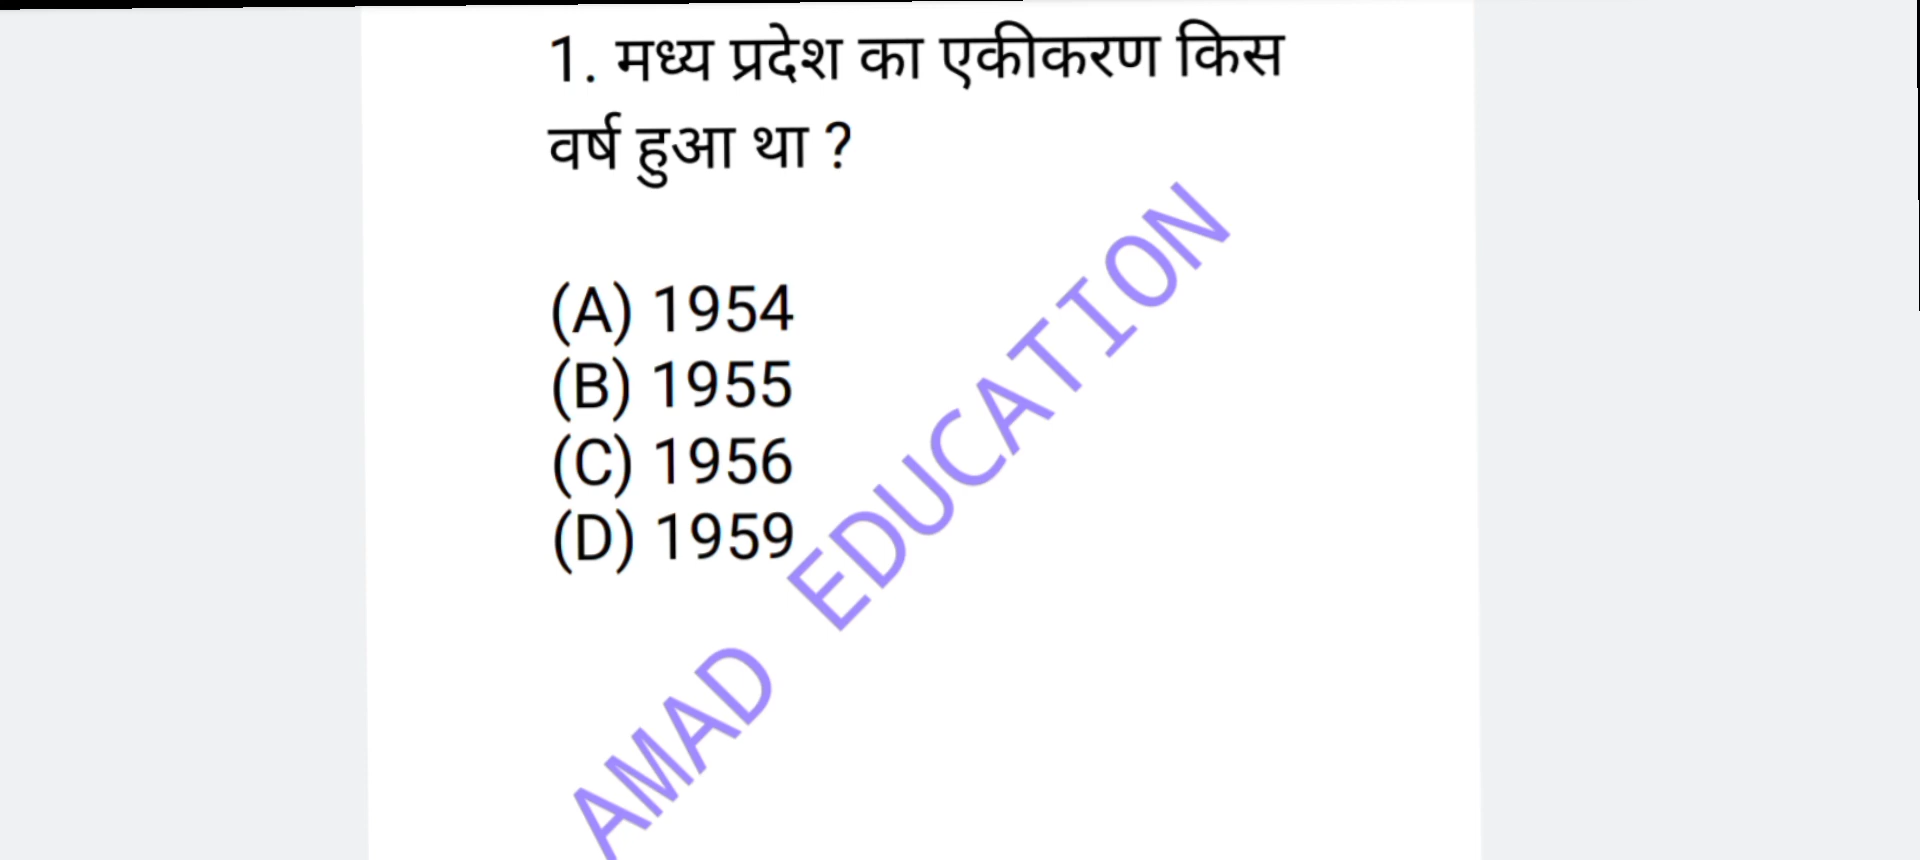 1. मध्य प्रदेश का एकीकरण किस
वर्ष हुआ था ?
(A) 1954
(B) 1955
(C) 1956
(D) 1959
AMAD EDUCATION